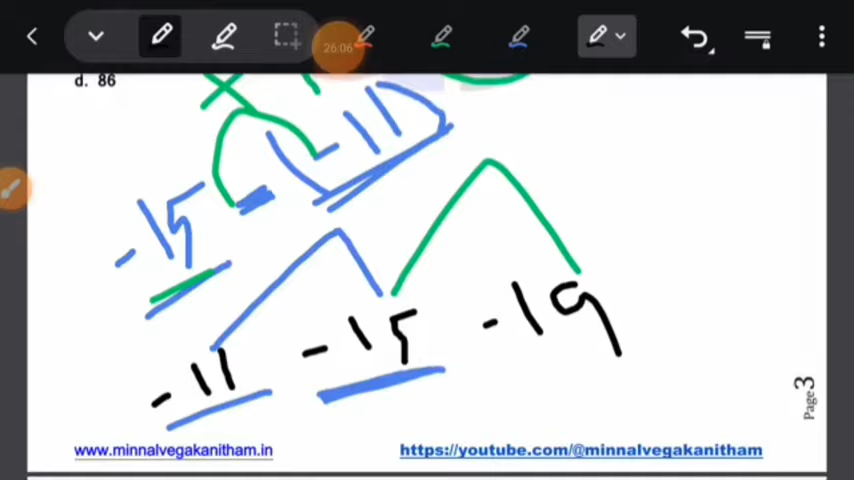 26:06
d. 86
-11
-15 -
-11 -15 -19
Page3
www.minnalvegakanitham.in
https://youtube.com/@minnalvegakanitham